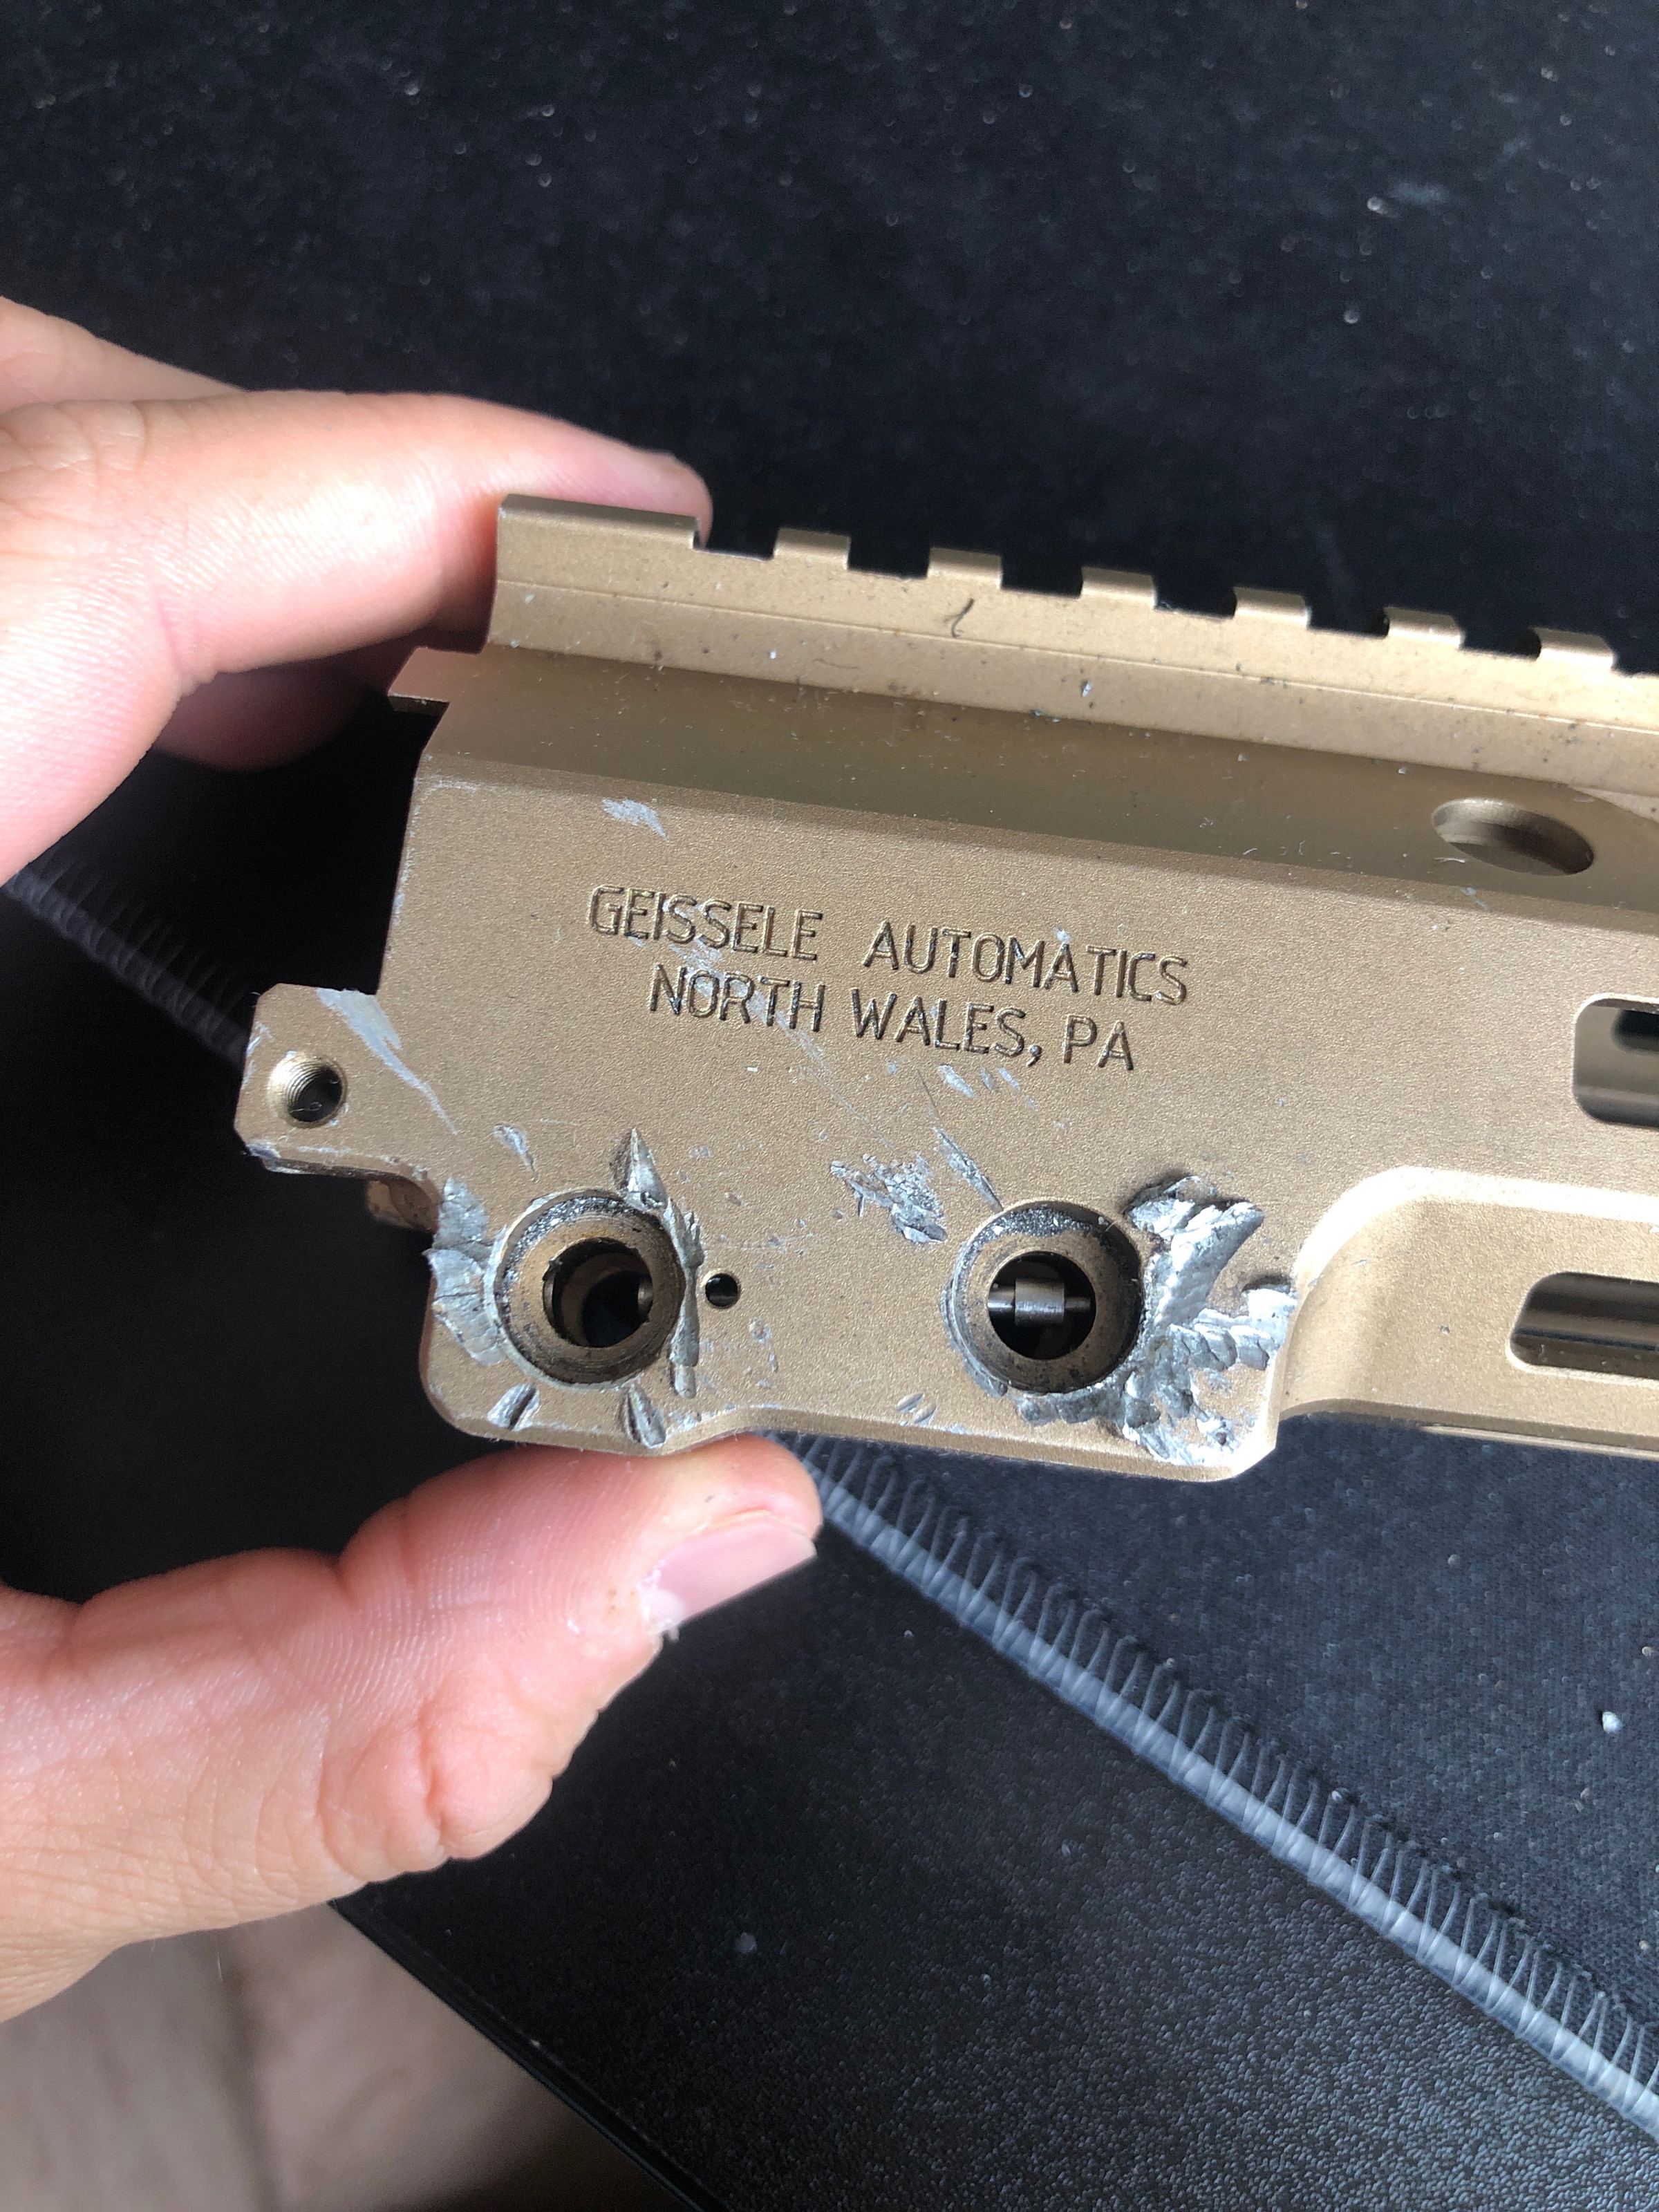 GEISSELE AUTOMATICS
NORTH WALES, PA